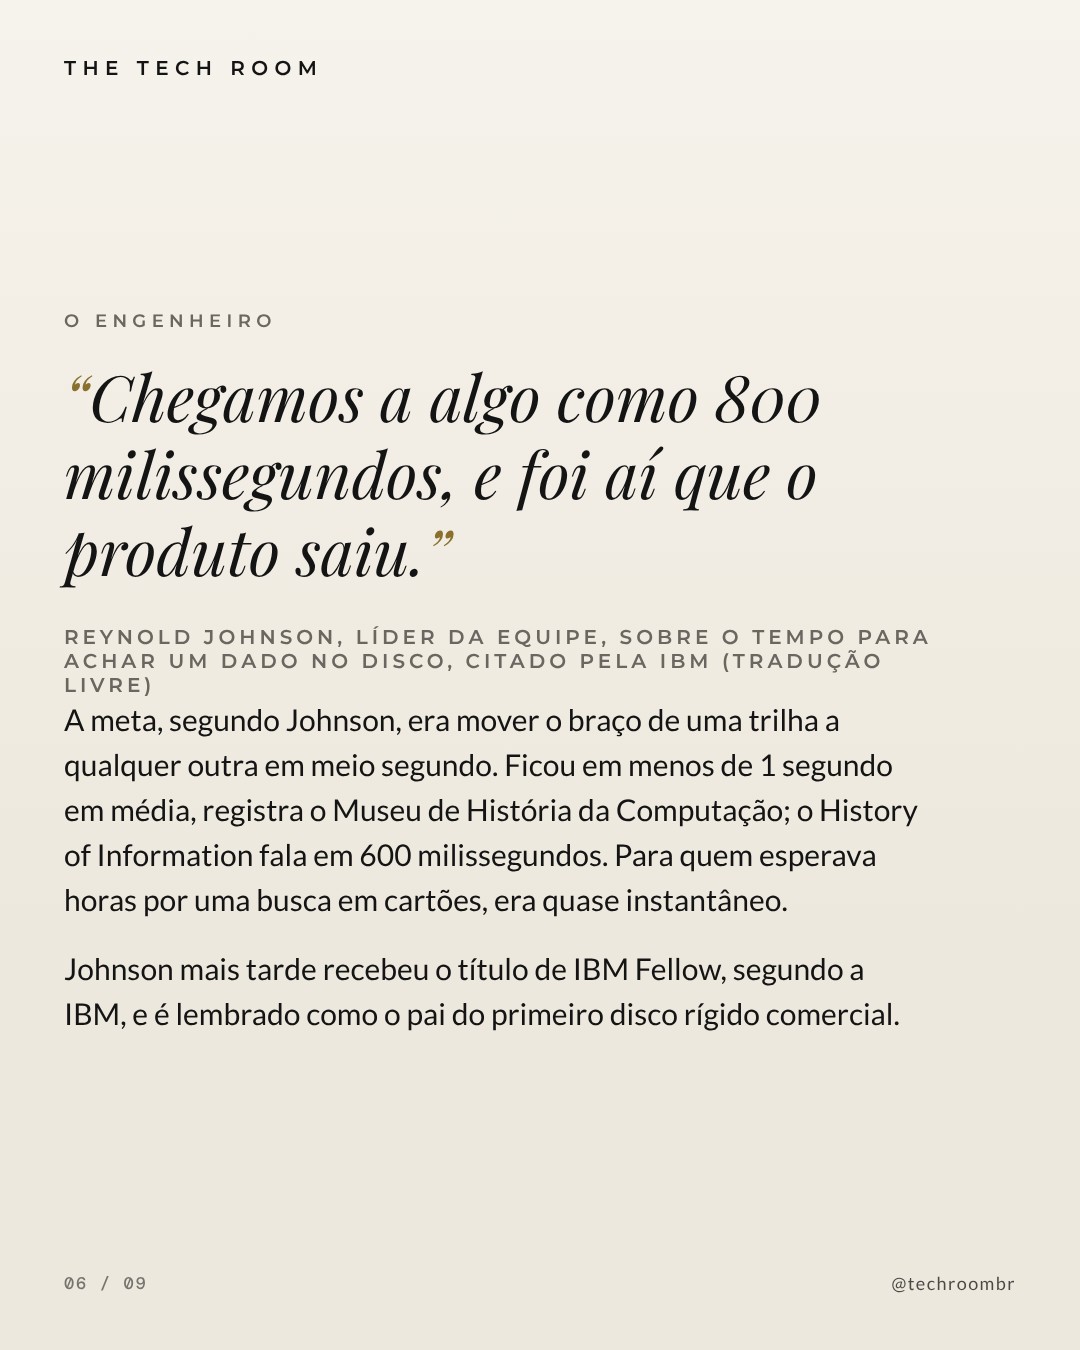 THE TECH ROOM
O ENGENHEIRO
“Chegamos a algo como 800
milissegundos, e foi aí que o
produto saiu.”
REYNOLD JOHNSON, LÍDER DA EQUIPE, SOBRE O TEMPO PARA
ACHAR UM DADO NO DISCO, CITADO PELA IBM (TRADUÇÃO
LIVRE)
A meta, segundo Johnson, era mover o braço de uma trilha a
qualquer outra em meio segundo. Ficou em menos de 1 segundo
em média, registra o Museu de História da Computação; o History
of Information fala em 600 milissegundos. Para quem esperava
horas por uma busca em cartões, era quase instantâneo.
Johnson mais tarde recebeu o título de IBM Fellow, segundo a
IBM, e é lembrado como o pai do primeiro disco rígido comercial.
06 / 09
@techroombr